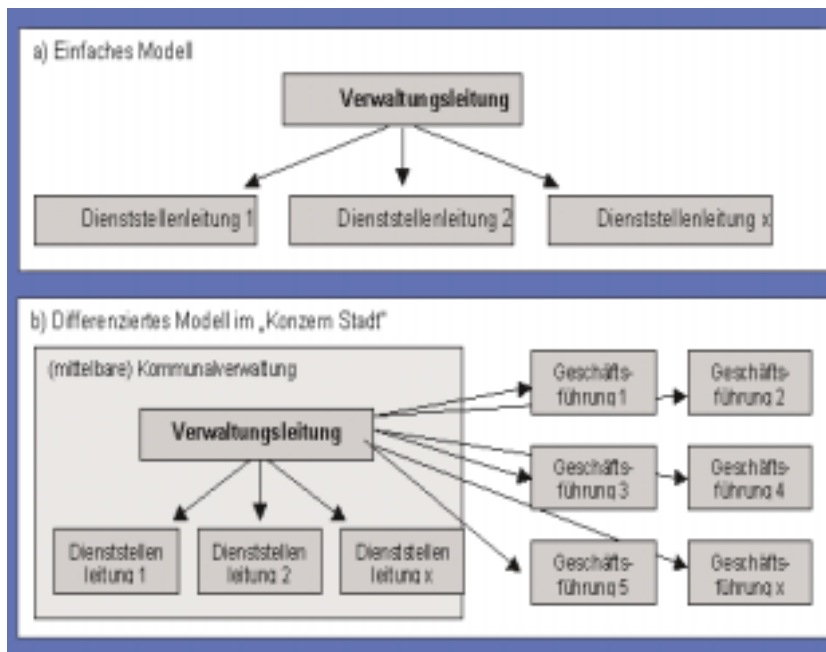 a) Einfaches Modell
Verwaltungsleitung
Dienststellenleitung 1
Dienststellenleitung 2
Dienststellenleitung x
b) Differenziertes Modell im „Konzern Stadt"
(mittelbare) Kommunalverwaltung
Verwaltungsleitung
Dienststellen
leitung 1
Dienststellen
leitung 2
Dienststellen
leitung x
Geschäfts-
führung 1
Geschäfts-
führung 2
Geschäfts-
führung 3
Geschäfts-
führung 4
Geschäfts-
führung 5
Geschäfts-
führung x